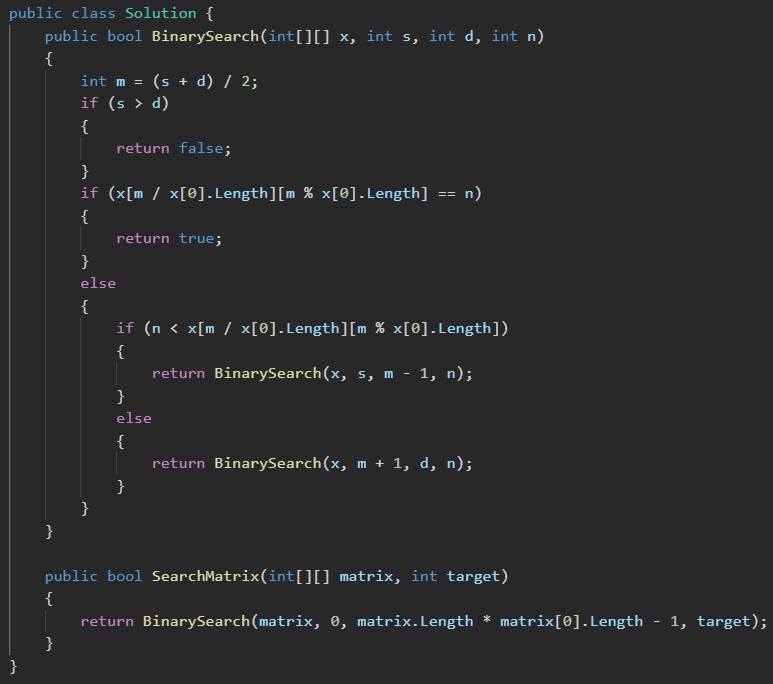 public class Solution {
    public bool BinarySearch(int[][] x, int s, int d, int n)
    {
        int m = (s + d) / 2;
        if (s > d)
        {
            return false;
        }
        if (x[m / x[0].Length][m % x[0].Length] == n)
        {
            return true;
        }
        else
        {
            if (n < x[m / x[0].Length][m % x[0].Length])
            {
                return BinarySearch(x, s, m - 1, n);
            }
            else
            {
                return BinarySearch(x, m + 1, d, n);
            }
        }
    }

    public bool SearchMatrix(int[][] matrix, int target)
    {
        return BinarySearch(matrix, 0, matrix.Length * matrix[0].Length - 1, target);
    }
}